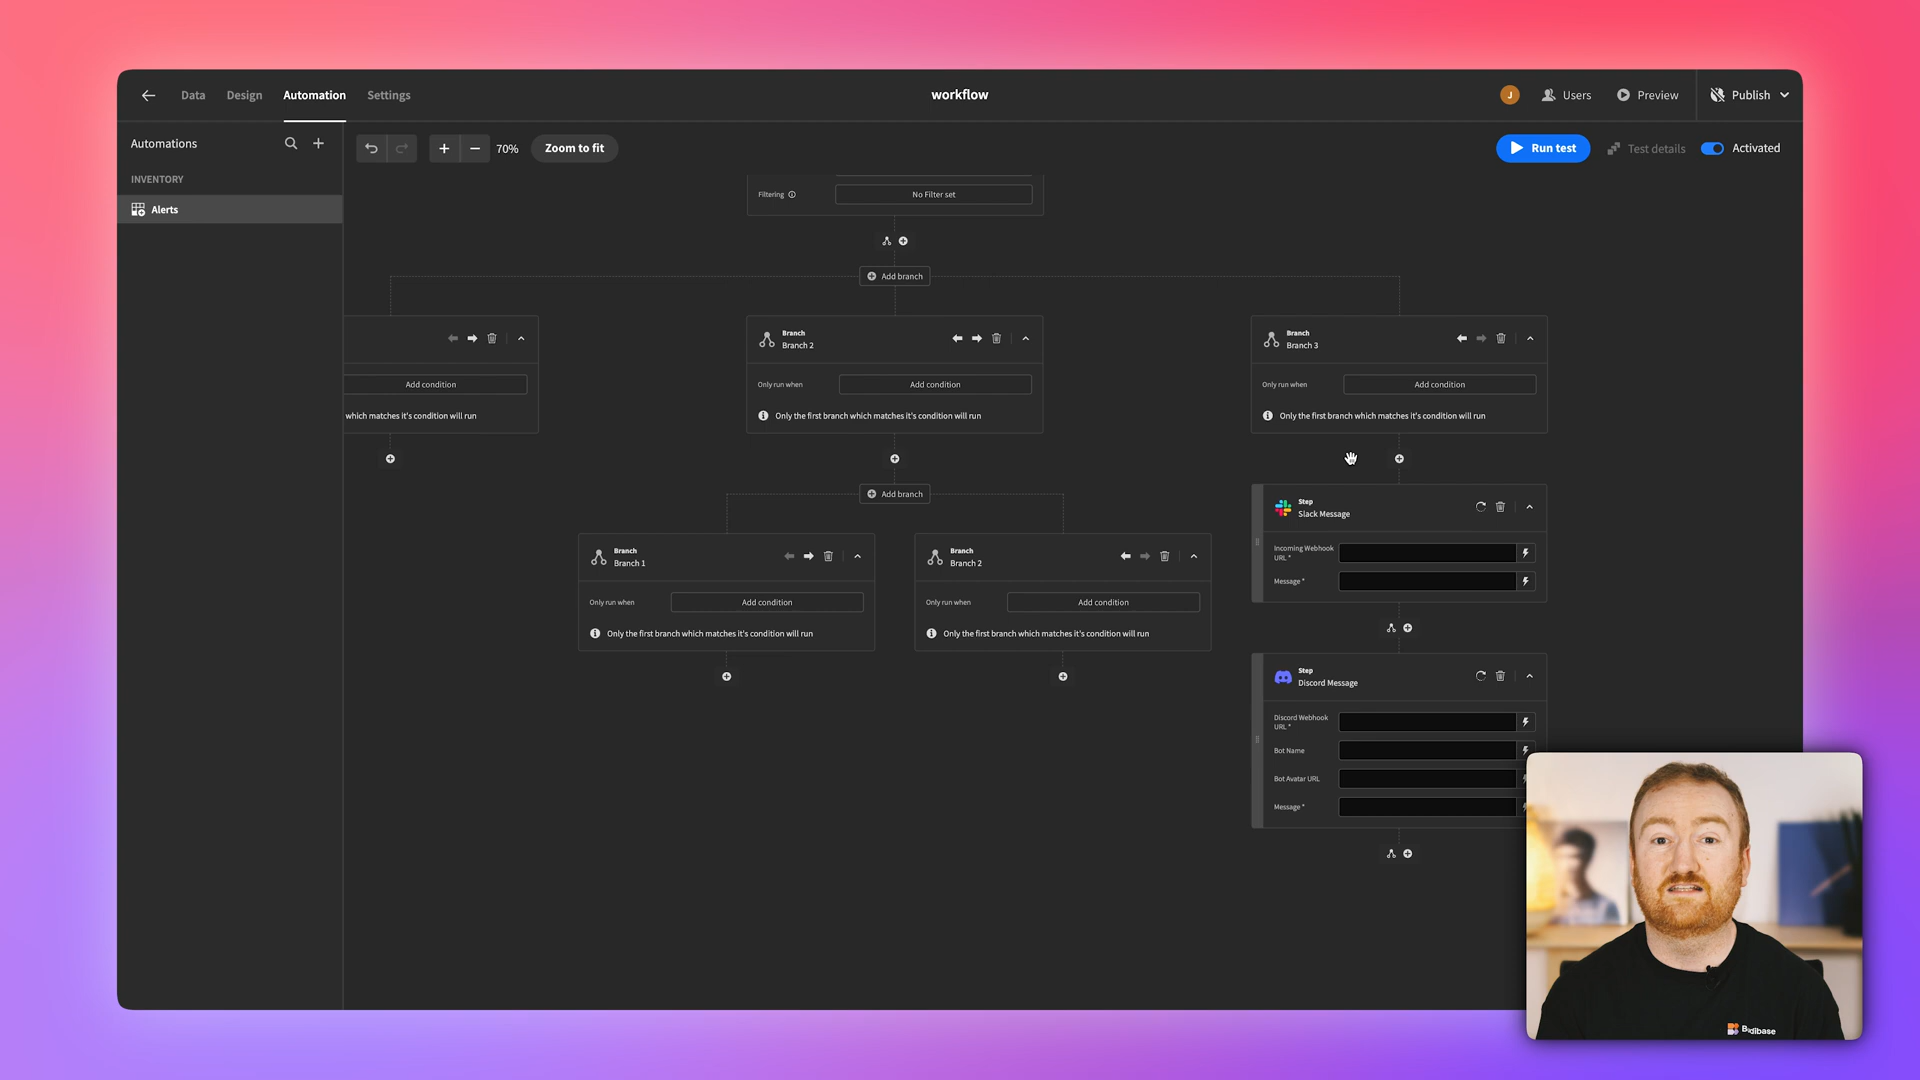 Data
Design
Automation
Settings
workflow
J
Users
Preview
Publish
Automations
70%
Zoom to fit
Run test
Test details
Activated
INVENTORY
Alerts
Filtering
No Filter set
Add branch
Add condition
which matches it's condition will run
Branch
Branch 2
Only run when
Add condition
Only the first branch which matches it's condition will run
Branch
Branch 3
Only run when
Add condition
Only the first branch which matches it's condition will run
Add branch
Branch
Branch 1
Only run when
Add condition
Only the first branch which matches it's condition will run
Branch
Branch 2
Only run when
Add condition
Only the first branch which matches it's condition will run
Step
Slack Message
Incoming Webhook
URL *
Message *
Step
Discord Message
Discord Webhook
URL *
Bot Name
Bot Avatar URL
Message *